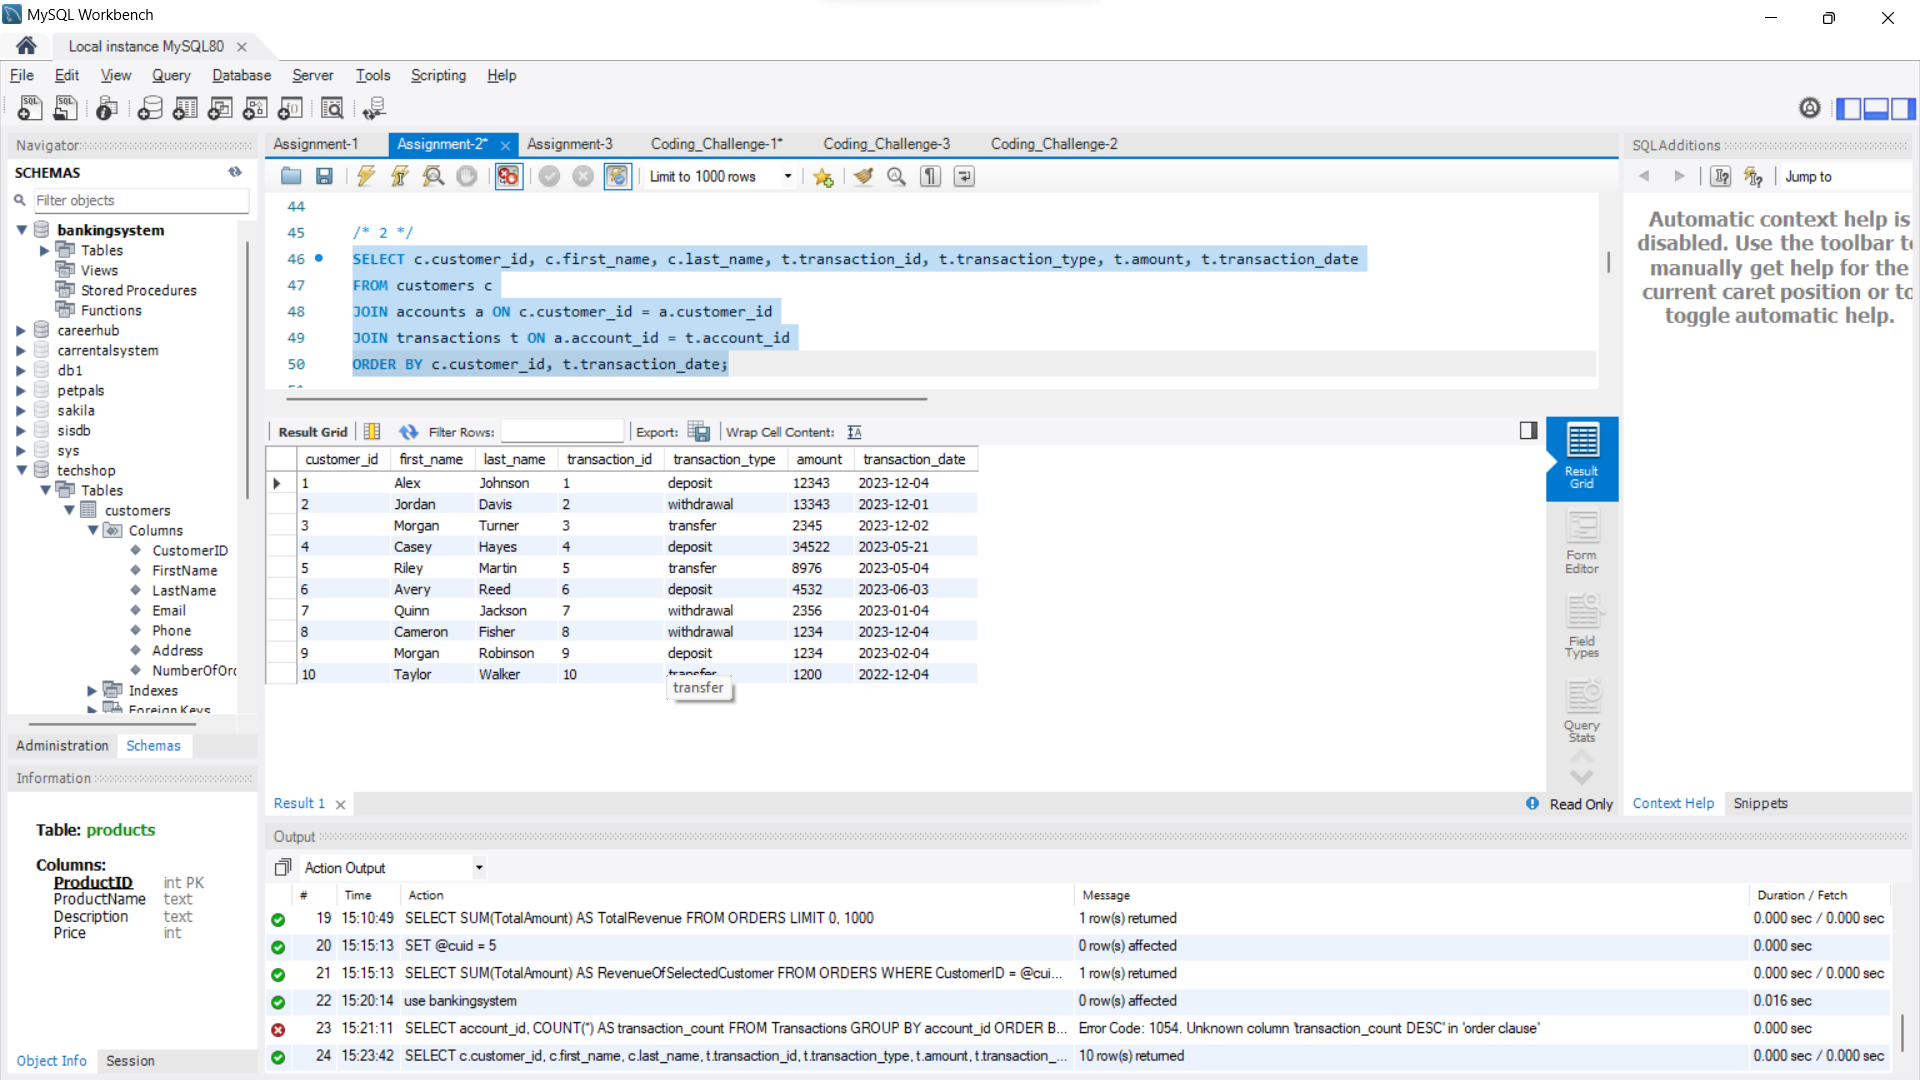 MySQL Workbench
Local instance MySQL80
File Edit View Query Database Server Tools Scripting Help
Navigator
SCHEMAS
Filter objects
bankingsystem
Tables
Views
Stored Procedures
Functions
careerhub
carrentalsystem
db1
petpals
sakila
sisdb
sys
techshop
Tables
customers
Columns
CustomerID
FirstName
LastName
Email
Phone
Address
NumberOfOrc
Indexes
Foreign Keys
Administration Schemas
Information
Table: products
Columns:
ProductID int PK
ProductName text
Description text
Price int
Object Info Session
Assignment-1 Assignment-2* Assignment-3 Coding_Challenge-1* Coding_Challenge-3 Coding_Challenge-2
Limit to 1000 rows
44
45 /* 2 */
46 SELECT c.customer_id, c.first_name, c.last_name, t.transaction_id, t.transaction_type, t.amount, t.transaction_date
47 FROM customers c
48 JOIN accounts a ON c.customer_id = a.customer_id
49 JOIN transactions t ON a.account_id = t.account_id
50 ORDER BY c.customer_id, t.transaction_date;
Result Grid Filter Rows: Export: Wrap Cell Content:
customer_id first_name last_name transaction_id transaction_type amount transaction_date
1 Alex Johnson 1 deposit 12343 2023-12-04
2 Jordan Davis 2 withdrawal 13343 2023-12-01
3 Morgan Turner 3 transfer 2345 2023-12-02
4 Casey Hayes 4 deposit 34522 2023-05-21
5 Riley Martin 5 transfer 8976 2023-05-04
6 Avery Reed 6 deposit 4532 2023-06-03
7 Quinn Jackson 7 withdrawal 2356 2023-01-04
8 Cameron Fisher 8 withdrawal 1234 2023-12-04
9 Morgan Robinson 9 deposit 1234 2023-02-04
10 Taylor Walker 10 transfer 1200 2022-12-04
transfer
Result
Grid
Form
Editor
Field
Types
Query
Stats
Result 1
Read Only
SQLAdditions
Jump to
Automatic context help is
disabled. Use the toolbar to
manually get help for the
current caret position or to
toggle automatic help.
Context Help Snippets
Output
Action Output
# Time Action Message Duration / Fetch
19 15:10:49 SELECT SUM(TotalAmount) AS TotalRevenue FROM ORDERS LIMIT 0, 1000 1 row(s) returned 0.000 sec / 0.000 sec
20 15:15:13 SET @cuid = 5 0 row(s) affected 0.000 sec
21 15:15:13 SELECT SUM(TotalAmount) AS RevenueOfSelectedCustomer FROM ORDERS WHERE CustomerID = @cui... 1 row(s) returned 0.000 sec / 0.000 sec
22 15:20:14 use bankingsystem 0 row(s) affected 0.016 sec
23 15:21:11 SELECT account_id, COUNT(*) AS transaction_count FROM Transactions GROUP BY account_id ORDER B... Error Code: 1054. Unknown column 'transaction_count DESC' in 'order clause' 0.000 sec
24 15:23:42 SELECT c.customer_id, c.first_name, c.last_name, t.transaction_id, t.transaction_type, t.amount, t.transaction_... 10 row(s) returned 0.000 sec / 0.000 sec